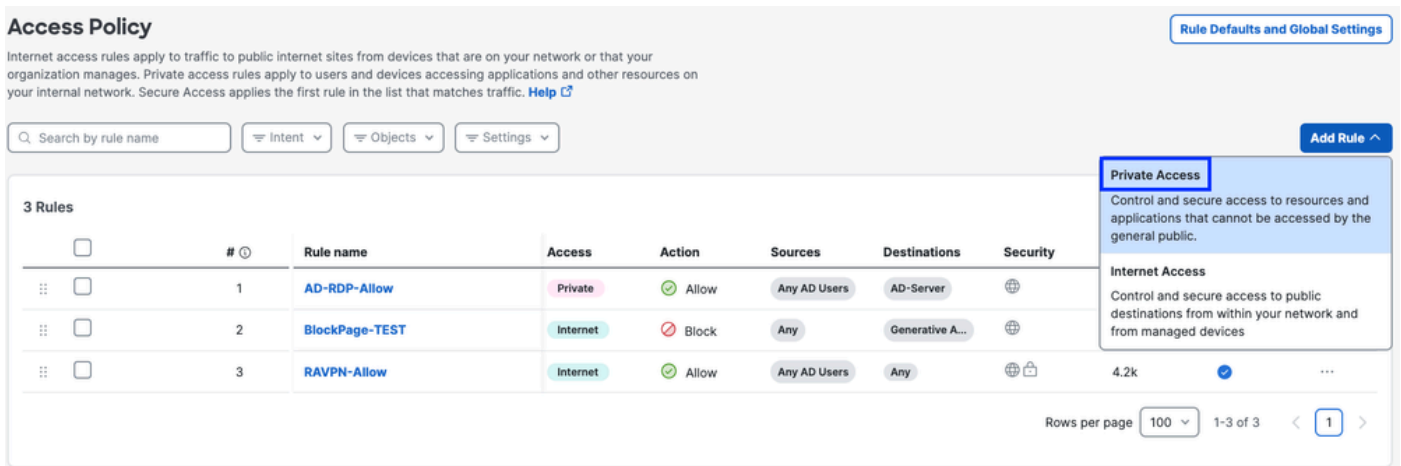 Access Policy
Rule Defaults and Global Settings
Internet access rules apply to traffic to public internet sites from devices that are on your network or that your
organization manages. Private access rules apply to users and devices accessing applications and other resources on
your internal network. Secure Access applies the first rule in the list that matches traffic. Help
Search by rule name Intent Objects Settings Add Rule
Private Access
Control and secure access to resources and
applications that cannot be accessed by the
general public.
Internet Access
Control and secure access to public
destinations from within your network and
from managed devices
3 Rules
# Rule name Access Action Sources Destinations Security
1 AD-RDP-Allow Private Allow Any AD Users AD-Server
2 BlockPage-TEST Internet Block Any Generative A...
3 RAVPN-Allow Internet Allow Any AD Users Any 4.2k ...
Rows per page 100 1-3 of 3 < 1 >